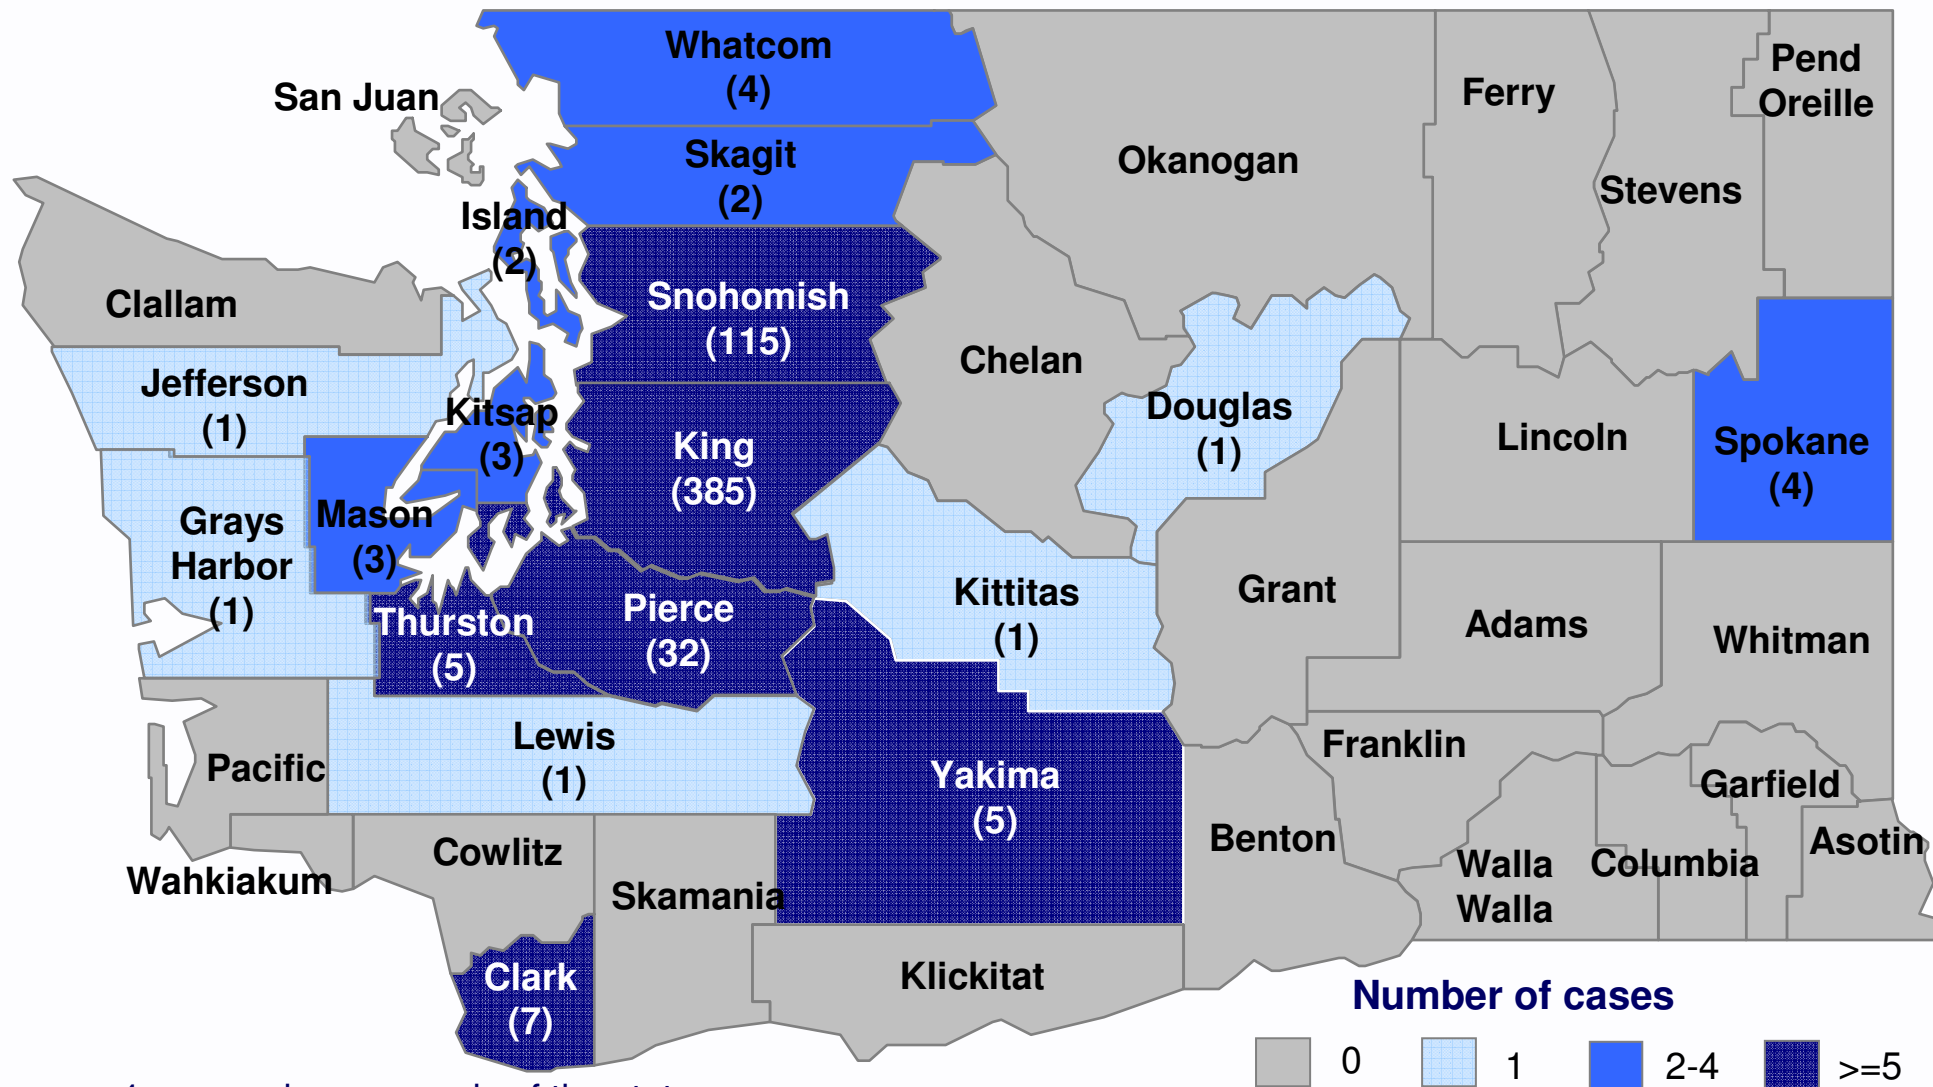 Whatcom
(4)
San Juan
Skagit
(2)
Island
(2)
Okanogan
Ferry
Stevens
Pend
Oreille
Clallam
Snohomish
(115)
Chelan
Jefferson
(1)
Kitsap
(3)
King
(385)
Douglas
(1)
Lincoln
Spokane
(4)
Grays
Harbor
(1)
Mason
(3)
Thurston
(5)
Pierce
(32)
Kittitas
(1)
Grant
Adams
Whitman
Pacific
Lewis
(1)
Yakima
(5)
Franklin
Garfield
Benton
Walla
Walla
Columbia
Asotin
Wahkiakum
Cowlitz
Skamania
Clark
(7)
Klickitat
Number of cases
0
1
2-4
>=5